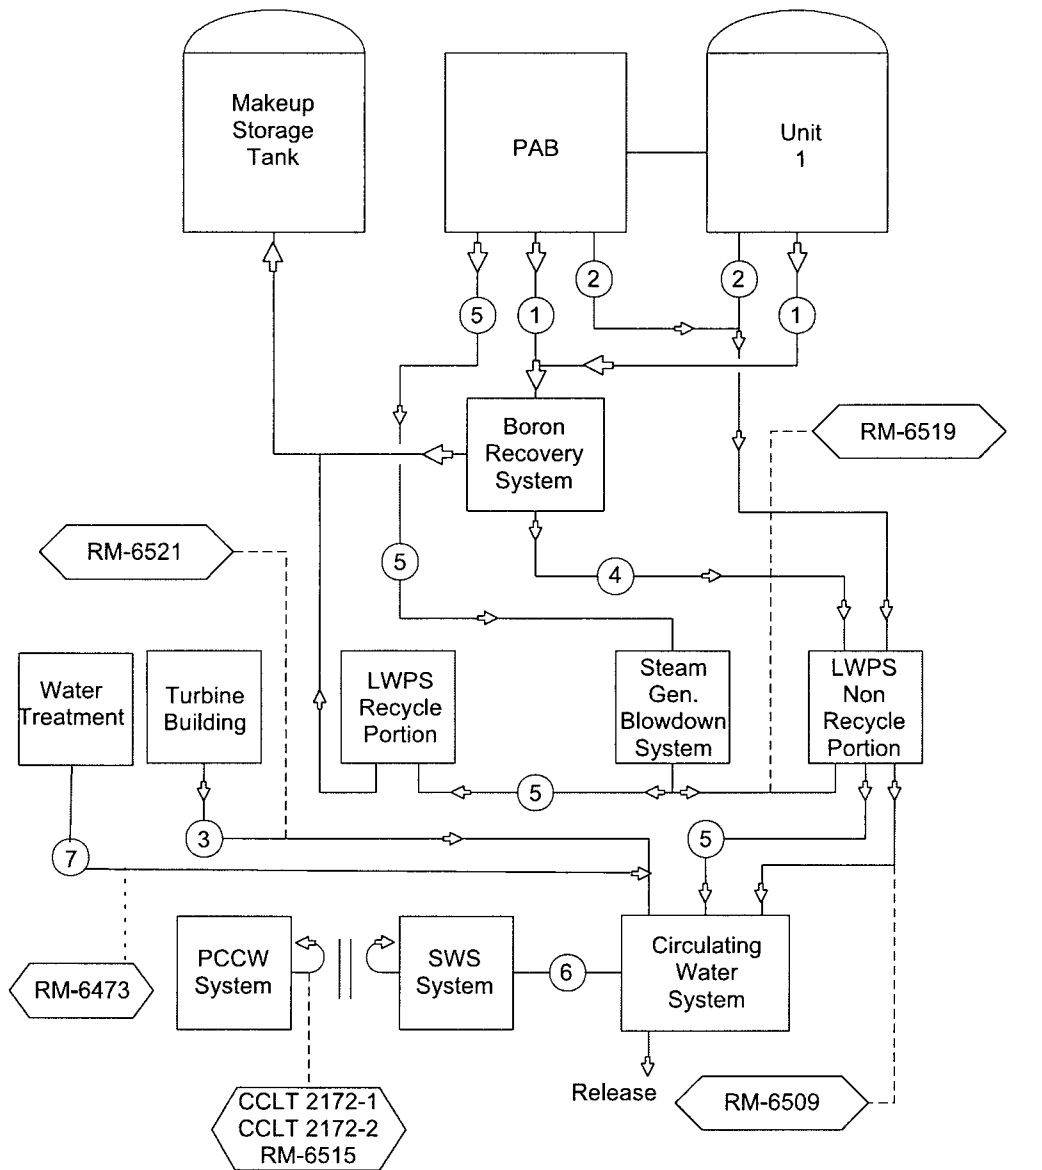 Makeup
Storage
Tank
PAB
Unit
1
2
2
5
1
1
RM-6519
Boron
Recovery
System
RM-6521
5
4
Water
Treatment
Turbine
Building
LWPS
Recycle
Portion
Steam
Gen.
Blowdown
System
LWPS
Non
Recycle
Portion
5
3
5
7
PCCW
System
SWS
System
6
Circulating
Water
System
RM-6473
Release
RM-6509
CCLT 2172-1
CCLT 2172-2
RM-6515